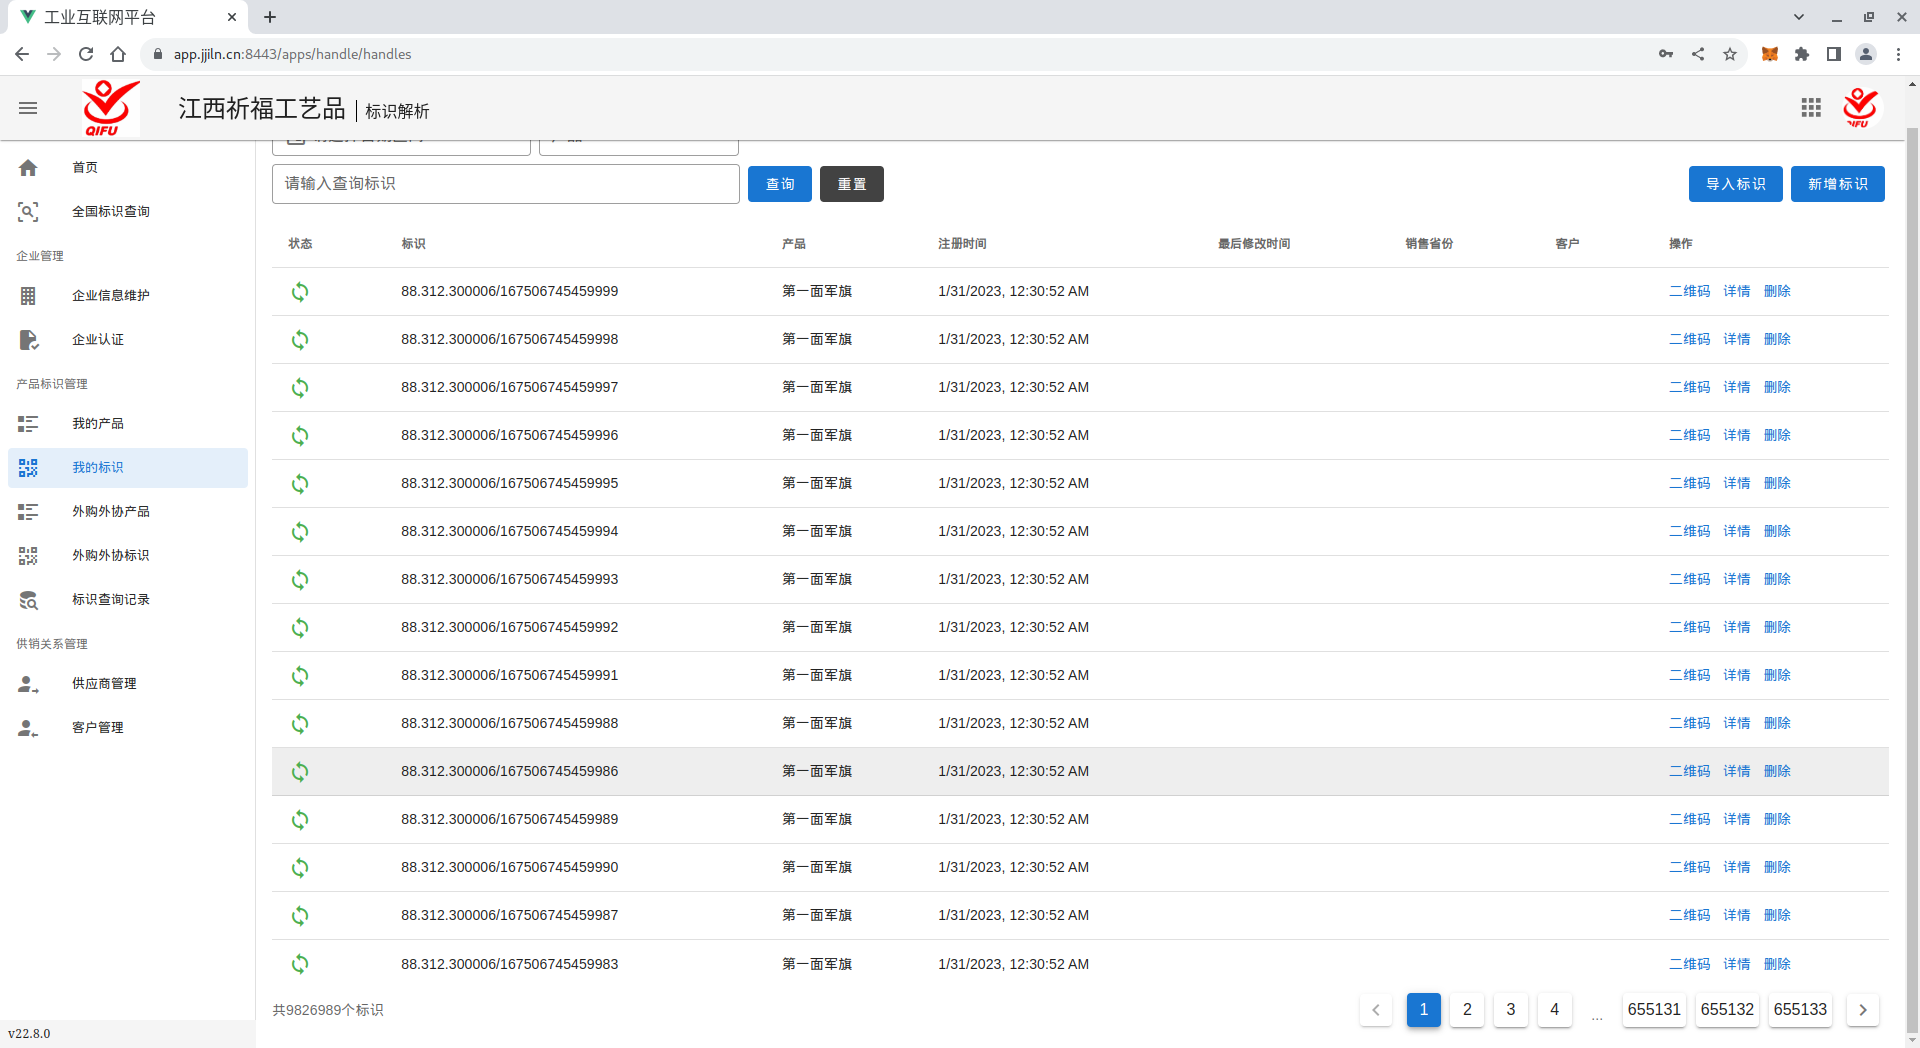 工业互联网平台
app.jjiln.cn:8443/apps/handle/handles
QIFU
江西祈福工艺品 | 标识解析
QIFU
首页
全国标识查询
企业管理
企业信息维护
企业认证
产品标识管理
我的产品
我的标识
外购外协产品
外购外协标识
标识查询记录
供销关系管理
供应商管理
客户管理
v22.8.0
请输入查询标识 查询 重置 导入标识 新增标识
状态 标识 产品 注册时间 最后修改时间 销售省份 客户 操作
88.312.300006/167506745459999 第一面军旗 1/31/2023, 12:30:52 AM 二维码 详情 删除
88.312.300006/167506745459998 第一面军旗 1/31/2023, 12:30:52 AM 二维码 详情 删除
88.312.300006/167506745459997 第一面军旗 1/31/2023, 12:30:52 AM 二维码 详情 删除
88.312.300006/167506745459996 第一面军旗 1/31/2023, 12:30:52 AM 二维码 详情 删除
88.312.300006/167506745459995 第一面军旗 1/31/2023, 12:30:52 AM 二维码 详情 删除
88.312.300006/167506745459994 第一面军旗 1/31/2023, 12:30:52 AM 二维码 详情 删除
88.312.300006/167506745459993 第一面军旗 1/31/2023, 12:30:52 AM 二维码 详情 删除
88.312.300006/167506745459992 第一面军旗 1/31/2023, 12:30:52 AM 二维码 详情 删除
88.312.300006/167506745459991 第一面军旗 1/31/2023, 12:30:52 AM 二维码 详情 删除
88.312.300006/167506745459988 第一面军旗 1/31/2023, 12:30:52 AM 二维码 详情 删除
88.312.300006/167506745459986 第一面军旗 1/31/2023, 12:30:52 AM 二维码 详情 删除
88.312.300006/167506745459989 第一面军旗 1/31/2023, 12:30:52 AM 二维码 详情 删除
88.312.300006/167506745459990 第一面军旗 1/31/2023, 12:30:52 AM 二维码 详情 删除
88.312.300006/167506745459987 第一面军旗 1/31/2023, 12:30:52 AM 二维码 详情 删除
88.312.300006/167506745459983 第一面军旗 1/31/2023, 12:30:52 AM 二维码 详情 删除
共9826989个标识 1 2 3 4 ... 655131 655132 655133